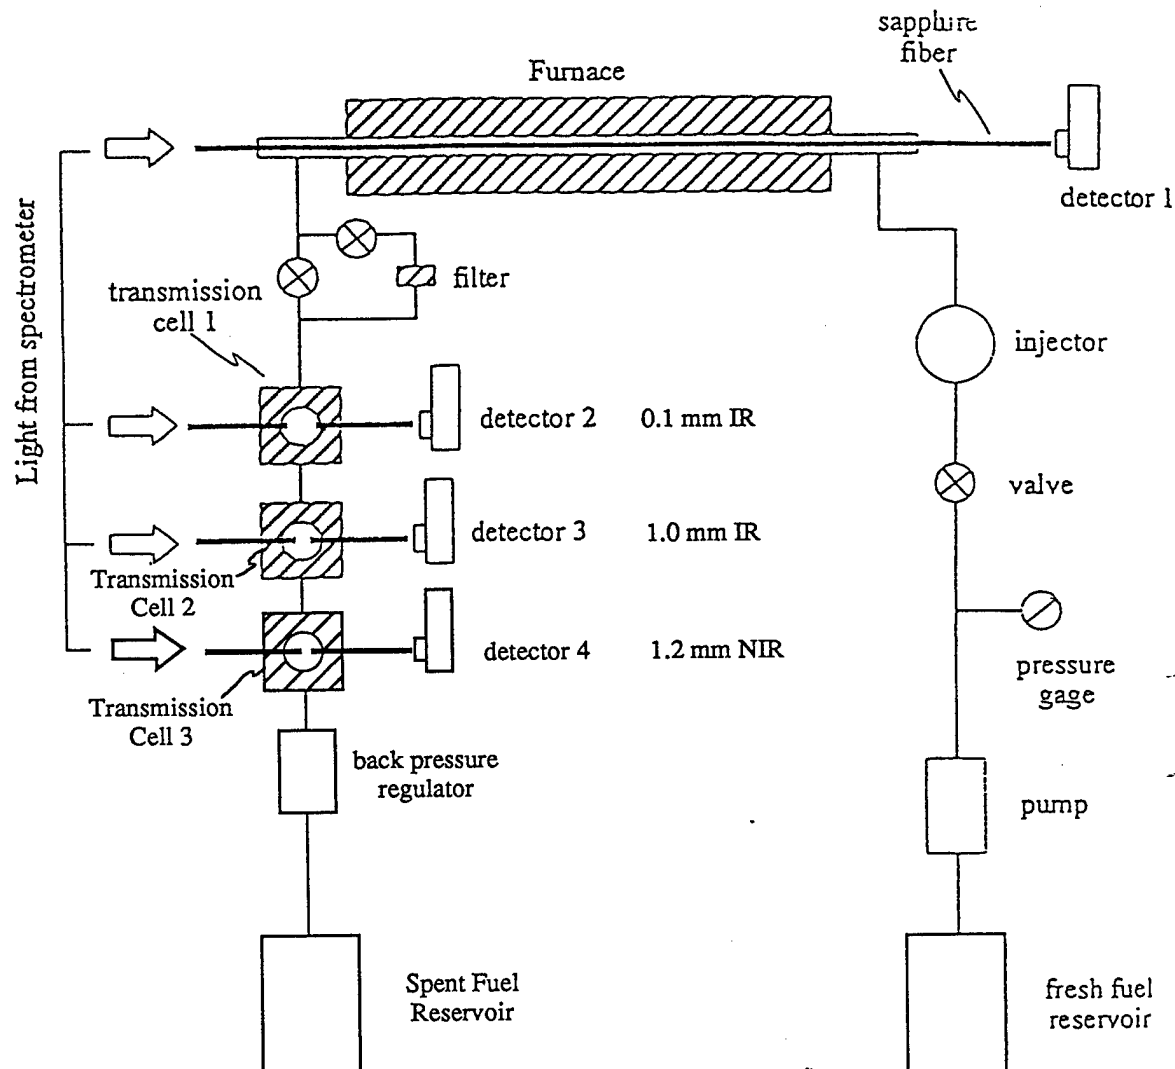 sapphire
fiber
Furnace
detector 1
Light from spectrometer
filter
transmission
cell 1
injector
detector 2 0.1 mm IR
valve
detector 3 1.0 mm IR
Transmission
Cell 2
detector 4 1.2 mm NIR
pressure
gage
Transmission
Cell 3
back pressure
regulator
pump
Spent Fuel
Reservoir
fresh fuel
reservoir